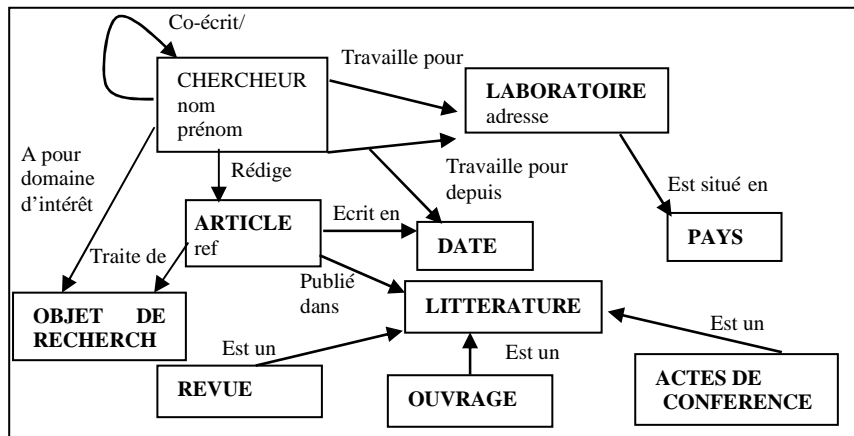 Co-écrit/
CHERCHEUR
nom
prénom
Travaille pour
LABORATOIRE
adresse
A pour
domaine
d’intérêt
Rédige
Travaille pour
depuis
Est situé en
ARTICLE
ref
Ecrit en
DATE
PAYS
Traite de
Publié
dans
OBJET DE
RECHERCH
LITTERATURE
Est un
Est un
Est un
REVUE
OUVRAGE
ACTES DE
CONFERENCE